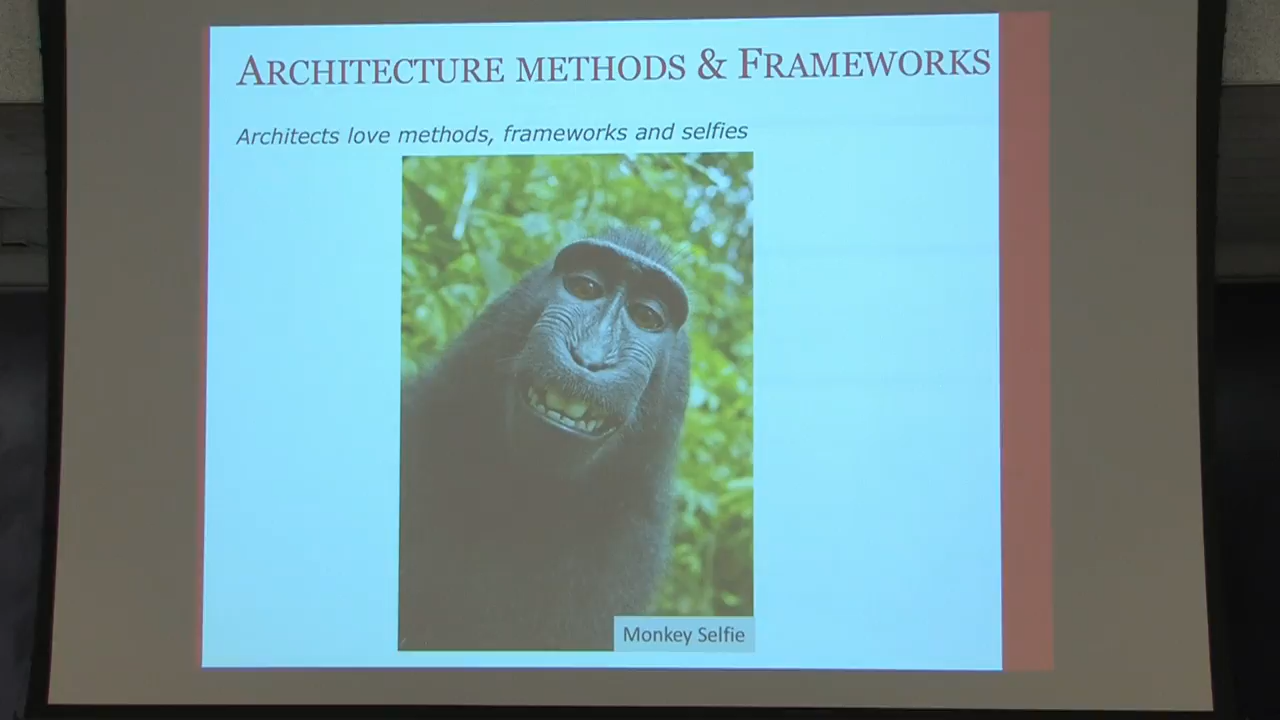 ARCHITECTURE METHODS & FRAMEWORKS
Architects love methods, frameworks and selfies
Monkey Selfie